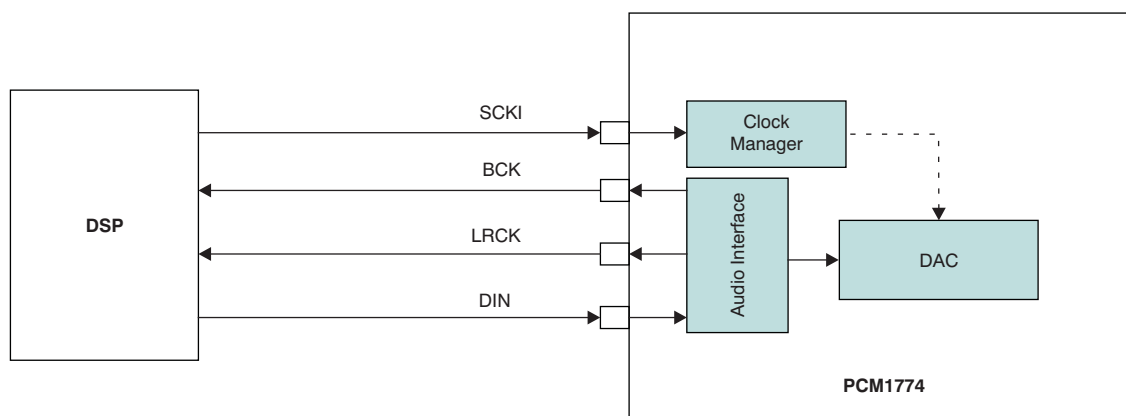 SCKI
Clock
Manager
BCK
DSP
LRCK
Audio Interface
DAC
DIN
PCM1774